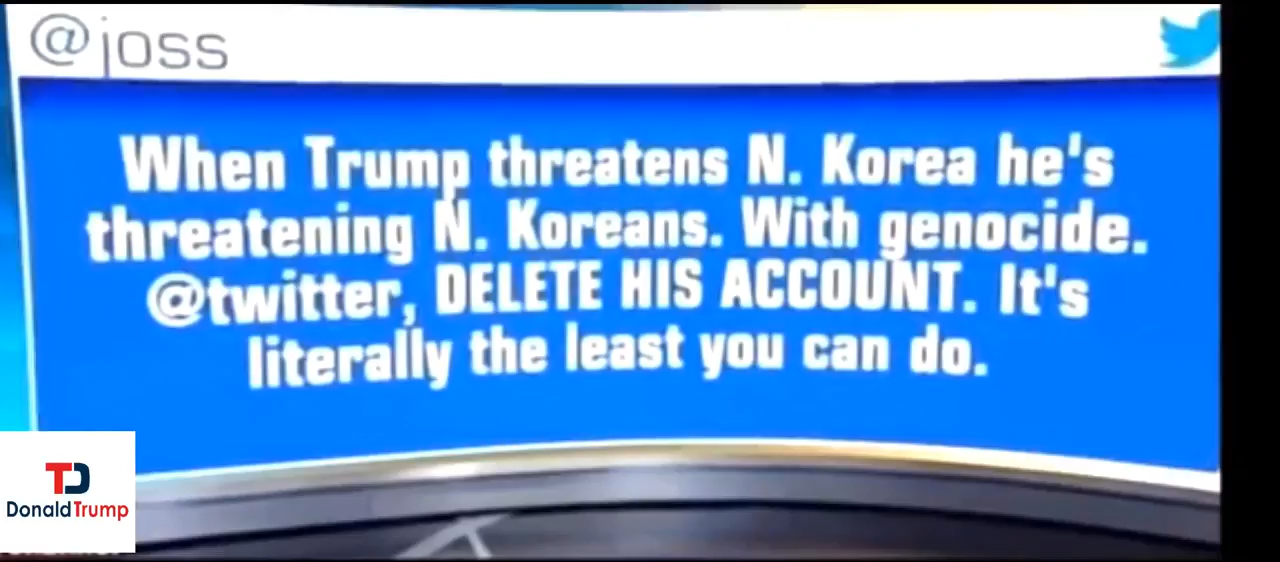 @joss
When Trump threatens N. Korea he's
threatening N. Koreans. With genocide.
@twitter, DELETE HIS ACCOUNT. It's
literally the least you can do.
TD
DonaldTrump